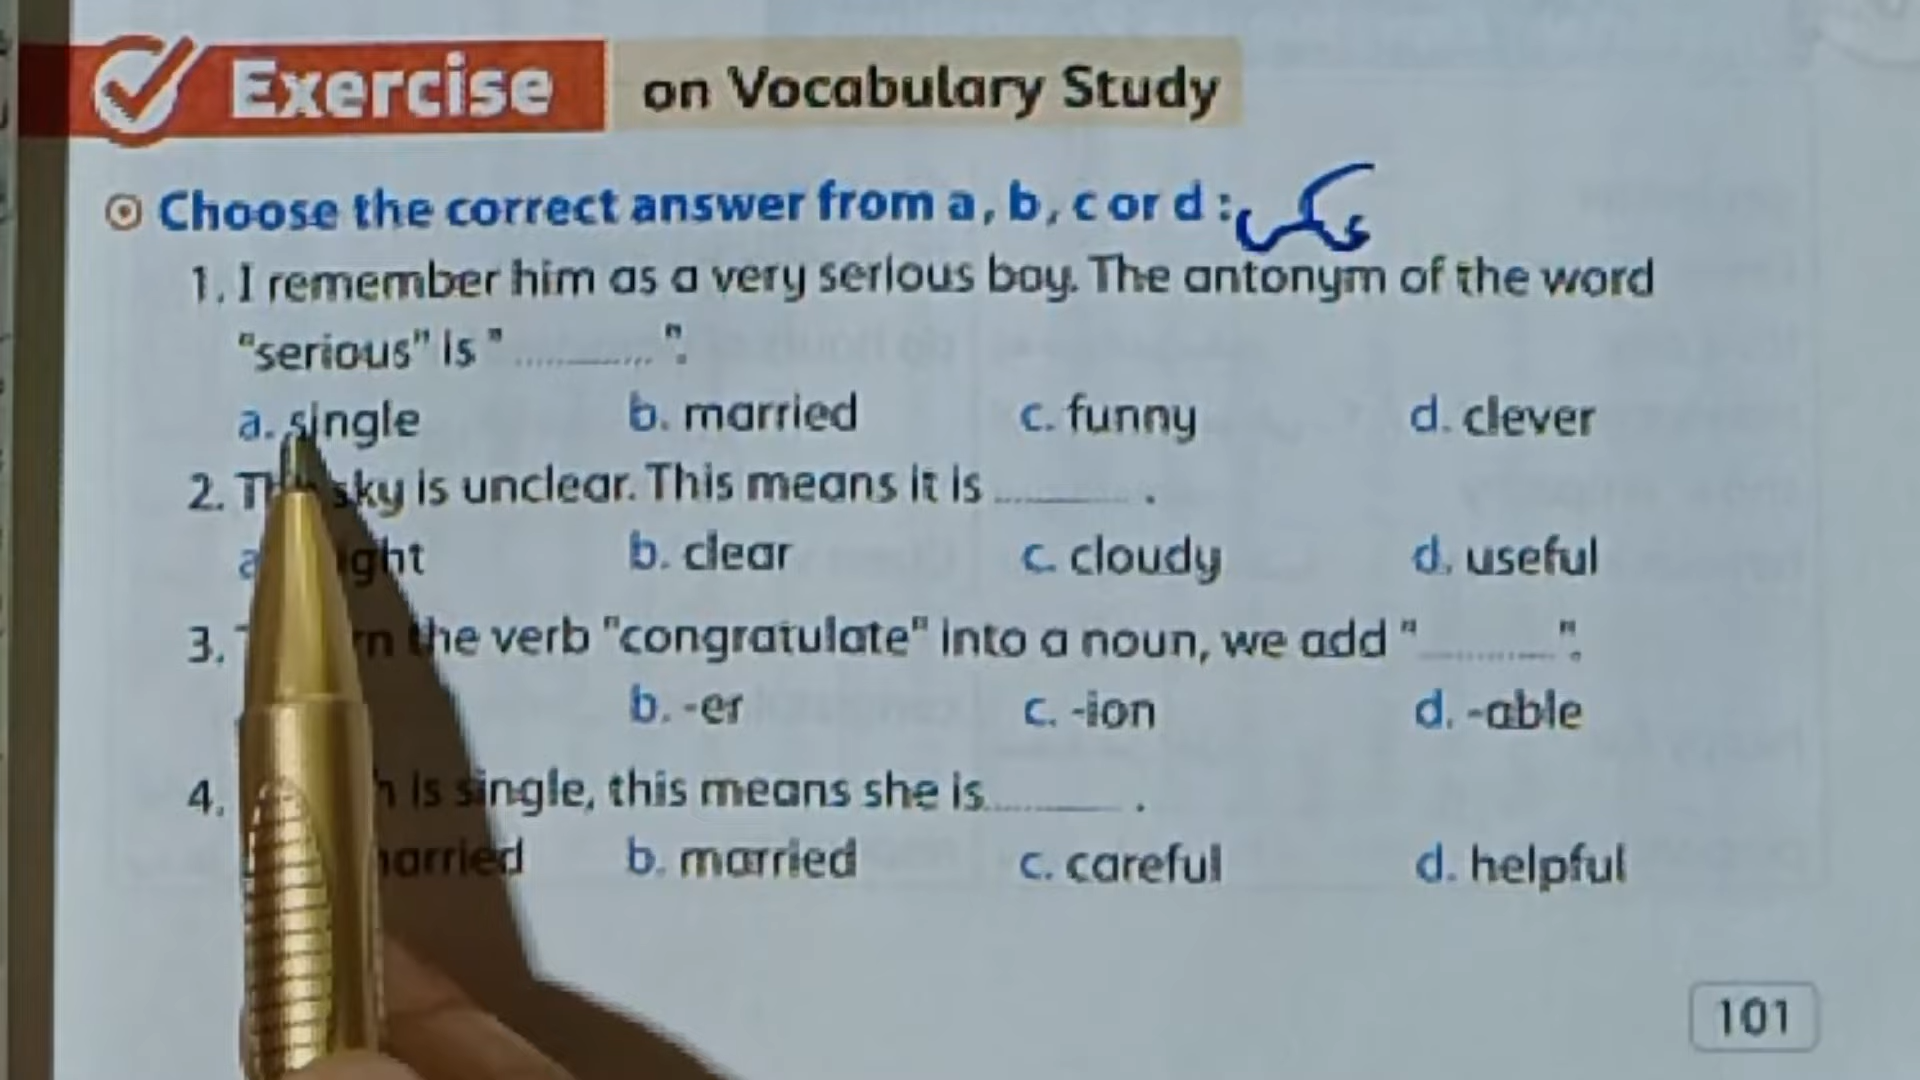 Exercise on Vocabulary Study
Choose the correct answer from a, b, c or d : عكس
1. I remember him as a very serious boy. The antonym of the word
"serious" is " ............ ".
a. single b. married c. funny d. clever
2. sky is unclear. This means it is ............ .
b. clear c. cloudy d. useful
3. the verb "congratulate" into a noun, we add " ............ ".
b. -er c. -ion d. -able
4. is single, this means she is ............ .
b. married c. careful d. helpful
101